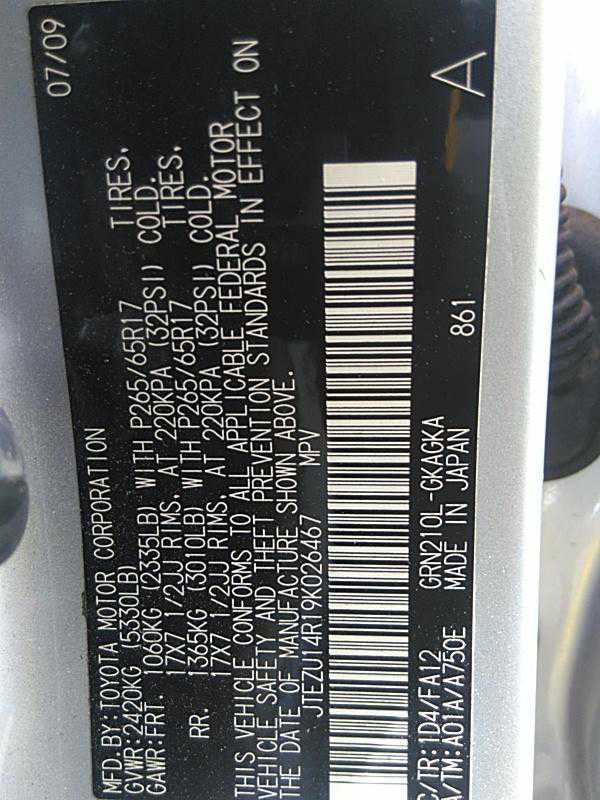 MFD.BY:TOYOTA MOTOR CORPORATION 07/09
GVWR:2420KG (5330LB)
GAWR:FRT. 1060KG (2335LB) WITH P265/65R17 TIRES,
17X7 1/2JJ RIMS, AT 220KPA (32PSI) COLD.
RR. 1365KG (3010LB) WITH P265/65R17 TIRES,
17X7 1/2JJ RIMS, AT 220KPA (32PSI) COLD.
THIS VEHICLE CONFORMS TO ALL APPLICABLE FEDERAL MOTOR
VEHICLE SAFETY AND THEFT PREVENTION STANDARDS IN EFFECT ON
THE DATE OF MANUFACTURE SHOWN ABOVE.
JTEZU14R19K026467 MPV
C/TR:1D4/FA12 GRN210L-GKAGKA 861 A
A/TM:A01A/A750E MADE IN JAPAN